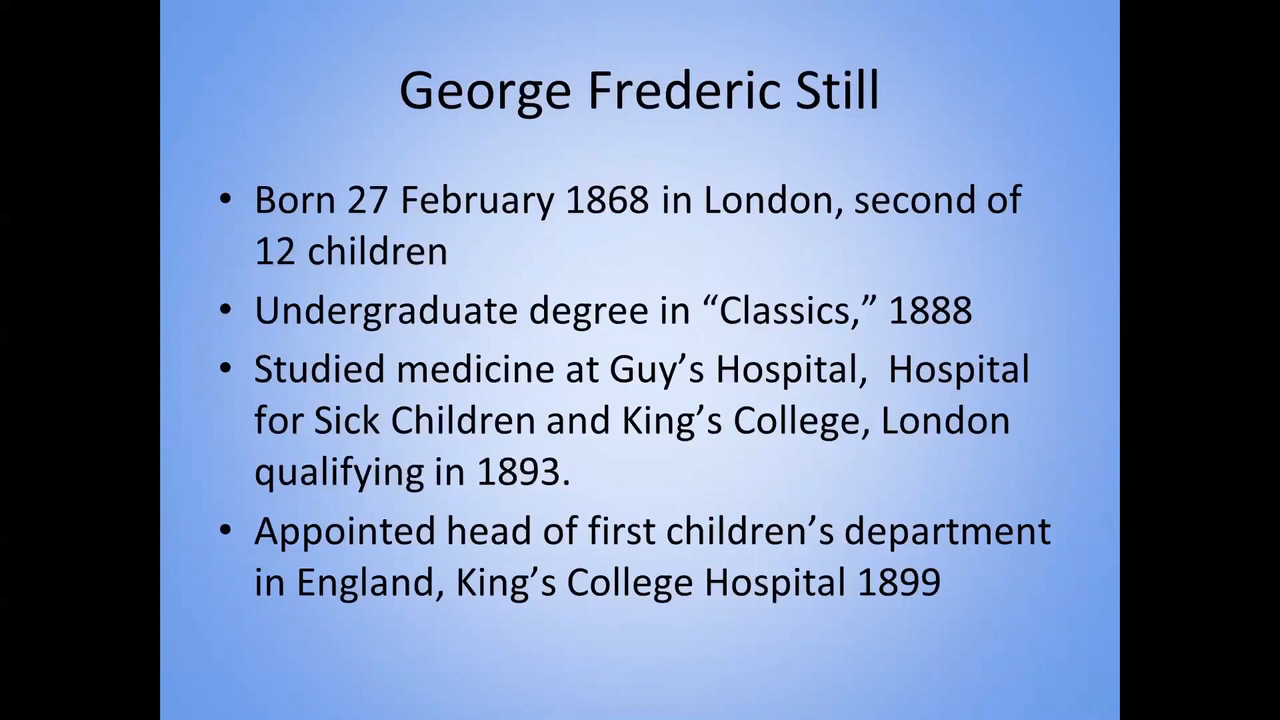 George Frederic Still
• Born 27 February 1868 in London, second of
12 children
• Undergraduate degree in “Classics,” 1888
• Studied medicine at Guy’s Hospital,  Hospital
for Sick Children and King’s College, London
qualifying in 1893.
• Appointed head of first children’s department
in England, King’s College Hospital 1899